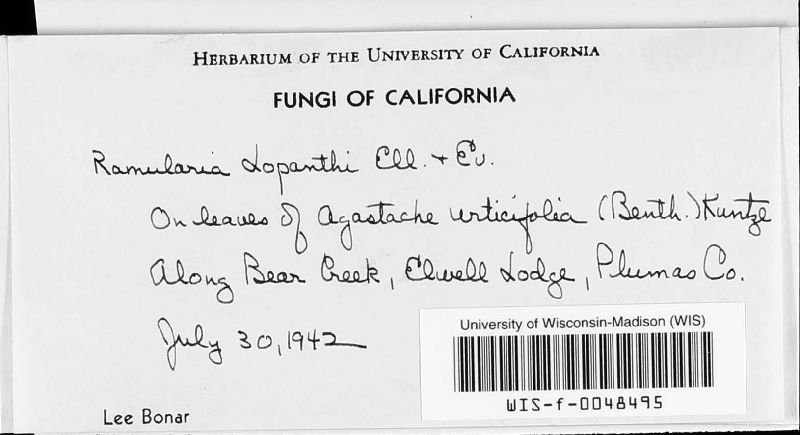 HERBARIUM OF THE UNIVERSITY OF CALIFORNIA
FUNGI OF CALIFORNIA
Ramularia Lopanthi Ell. + Ev.
On leaves of Agastache urticifolia (Benth.) Kuntze
Along Bear Creek, Elwell Lodge, Plumas Co.
July 30, 1942
University of Wisconsin-Madison (WIS)
WIS-f-0048495
Lee Bonar